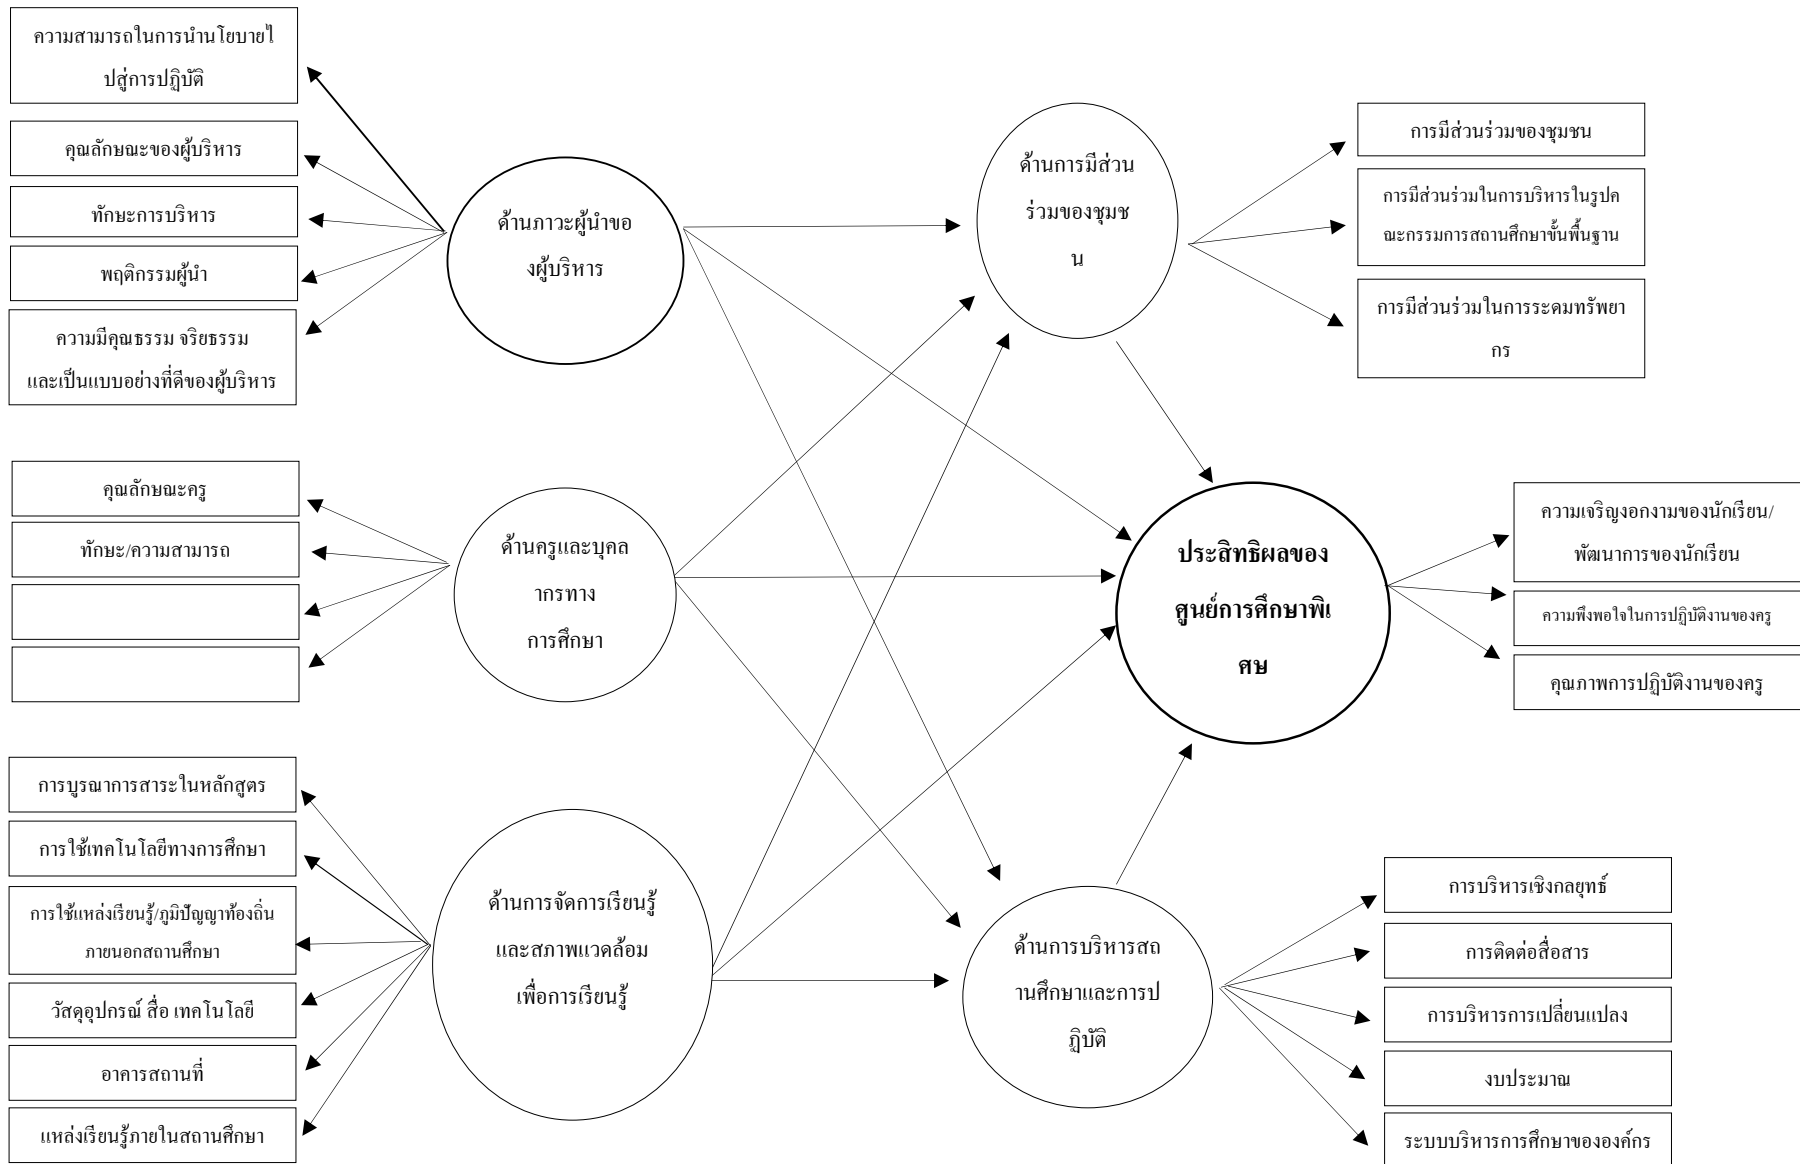 ความสามารถในการนำนโยบายไ
ปสู่การปฏิบัติ
คุณลักษณะของผู้บริหาร
ทักษะการบริหาร
พฤติกรรมผู้นำ
ความมีคุณธรรม จริยธรรม
และเป็นแบบอย่างที่ดีของผู้บริหาร
ด้านภาวะผู้นำขอ
งผู้บริหาร
ด้านการมีส่วน
ร่วมของชุมช
น
การมีส่วนร่วมของชุมชน
การมีส่วนร่วมในการบริหารในรูปค
ณะกรรมการสถานศึกษาขั้นพื้นฐาน
การมีส่วนร่วมในการระดมทรัพยา
กร
คุณลักษณะครู
ทักษะ/ความสามารถ
ด้านครูและบุคล
ากรทาง
การศึกษา
ประสิทธิผลของ
ศูนย์การศึกษาพิเ
ศษ
ความเจริญงอกงามของนักเรียน/
พัฒนาการของนักเรียน
ความพึงพอใจในการปฏิบัติงานของครู
คุณภาพการปฏิบัติงานของครู
การบูรณาการสาระในหลักสูตร
การใช้เทคโนโลยีทางการศึกษา
การใช้แหล่งเรียนรู้/ภูมิปัญญาท้องถิ่น
ภายนอกสถานศึกษา
วัสดุอุปกรณ์ สื่อ เทคโนโลยี
อาคารสถานที่
แหล่งเรียนรู้ภายในสถานศึกษา
ด้านการจัดการเรียนรู้
และสภาพแวดล้อม
เพื่อการเรียนรู้
ด้านการบริหารสถ
านศึกษาและการป
ฏิบัติ
การบริหารเชิงกลยุทธ์
การติดต่อสื่อสาร
การบริหารการเปลี่ยนแปลง
งบประมาณ
ระบบบริหารการศึกษาขององค์กร